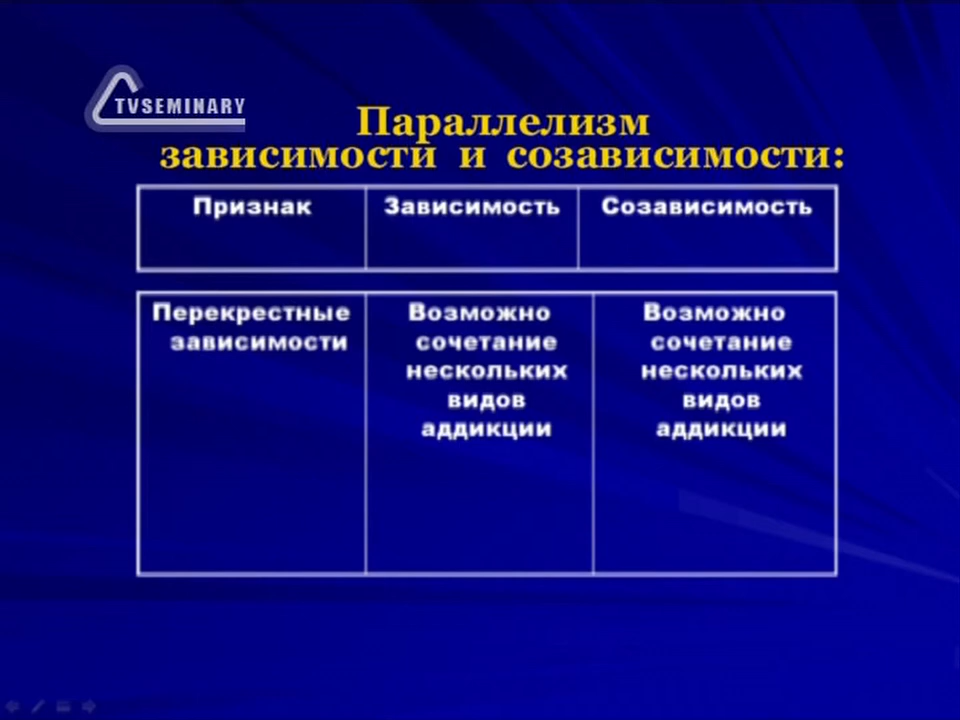 TVSEMINARY
Параллелизм
зависимости и созависимости:
Признак
Зависимость
Созависимость
Перекрестные
зависимости
Возможно
сочетание
нескольких
видов
аддикции
Возможно
сочетание
нескольких
видов
аддикции